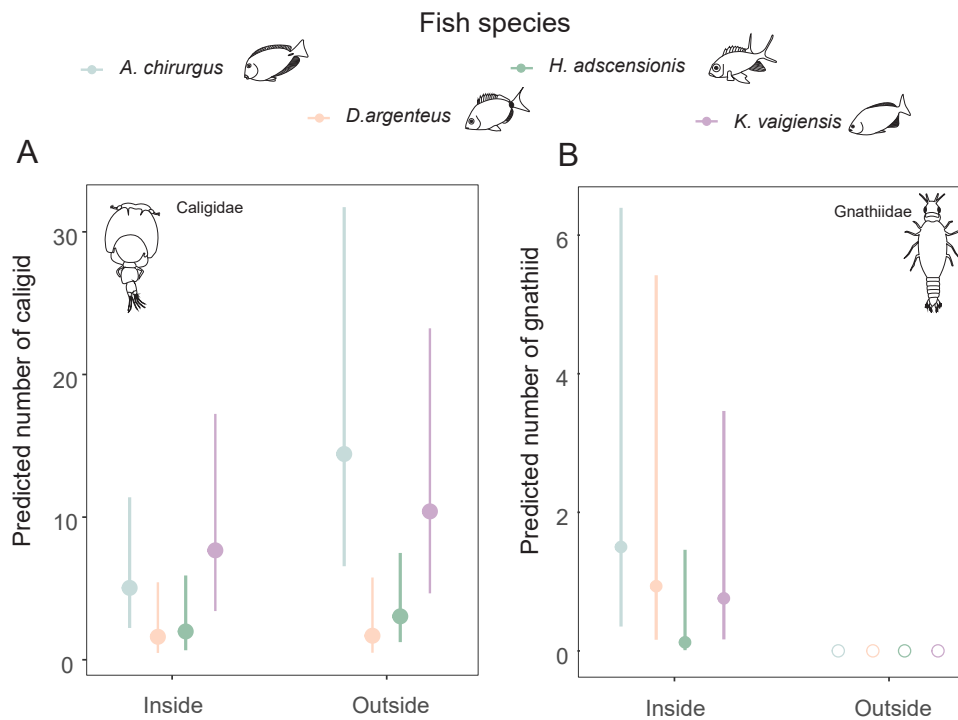 Fish species
A. chirurgus
H. adscensionis
D.argenteus
K. vaigiensis
A
B
Caligidae
Gnathiidae
Predicted number of caligid
30
20
10
0
Inside
Outside
Predicted number of gnathiid
6
4
2
0
Inside
Outside